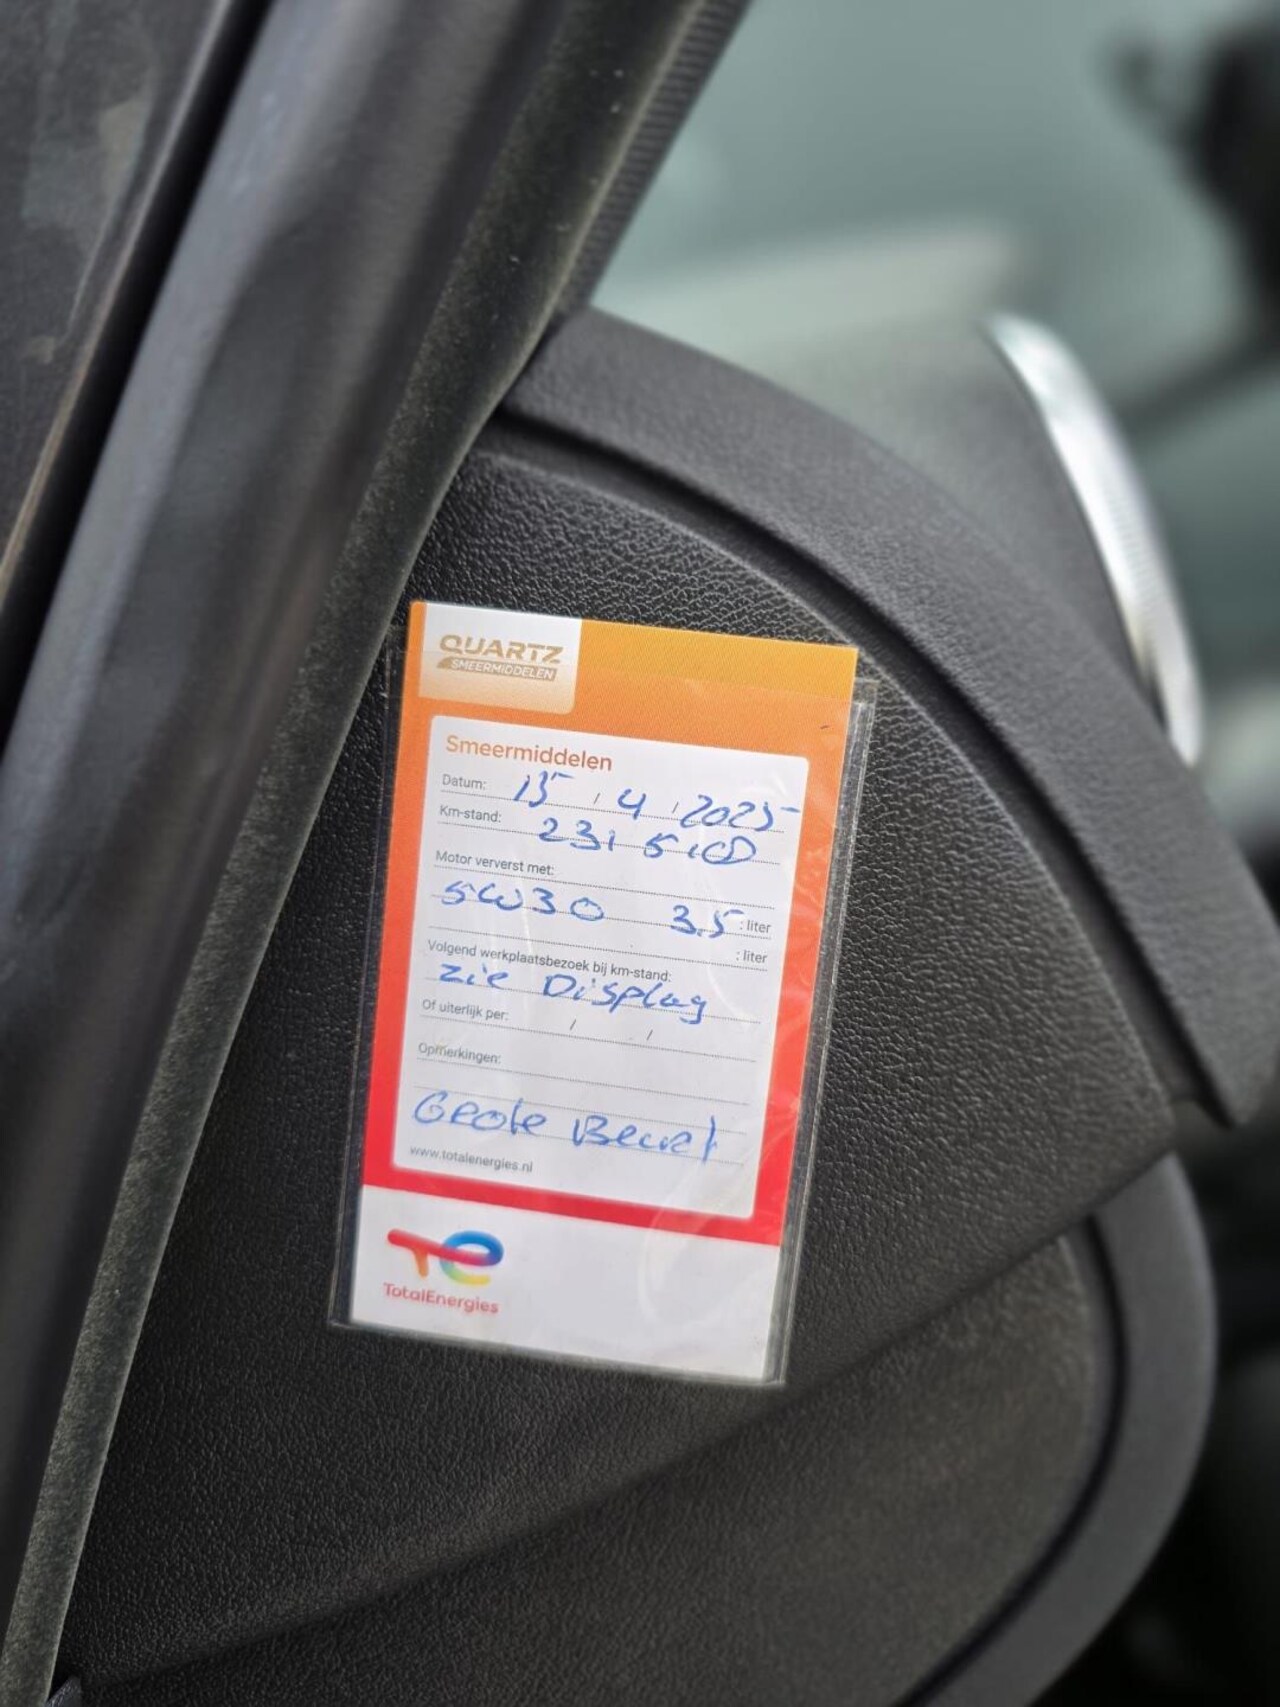 QUARTZ
SMEERMIDDELEN
Smeermiddelen
Datum: 15 / 4 / 2025
Km-stand: 231 510
Motor ververst met:
5W30 3.5 : liter
: liter
Volgend werkplaatsbezoek bij km-stand:
Zie Display
Of uiterlijk per: / /
Opmerkingen:
Grote Beurt
www.totalenergies.nl
TotalEnergies